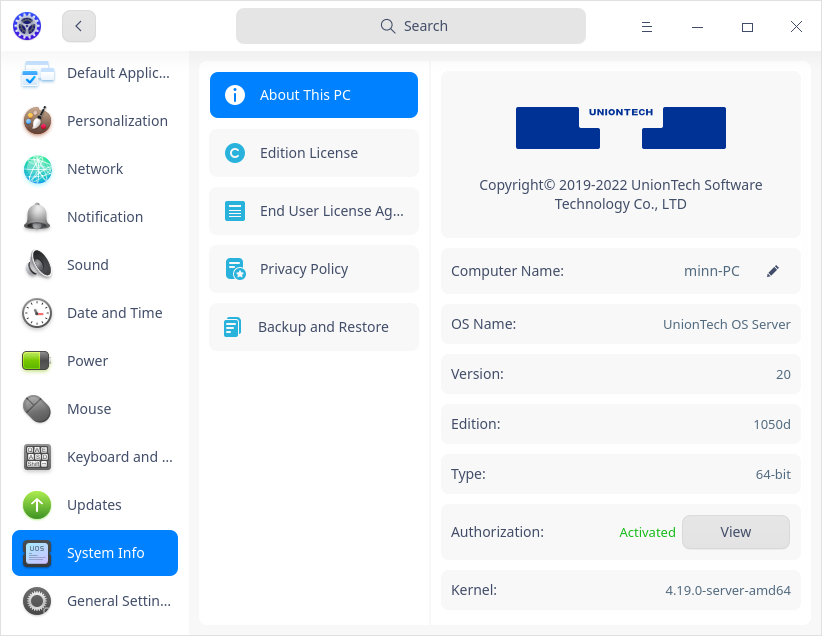 Search
Default Applic...
Personalization
Network
Notification
Sound
Date and Time
Power
Mouse
Keyboard and ...
Updates
UOS
System Info
General Settin...
About This PC
Edition License
End User License Ag...
Privacy Policy
Backup and Restore
UNIONTECH
Copyright© 2019-2022 UnionTech Software
Technology Co., LTD
Computer Name: minn-PC
OS Name: UnionTech OS Server
Version: 20
Edition: 1050d
Type: 64-bit
Authorization: Activated View
Kernel: 4.19.0-server-amd64